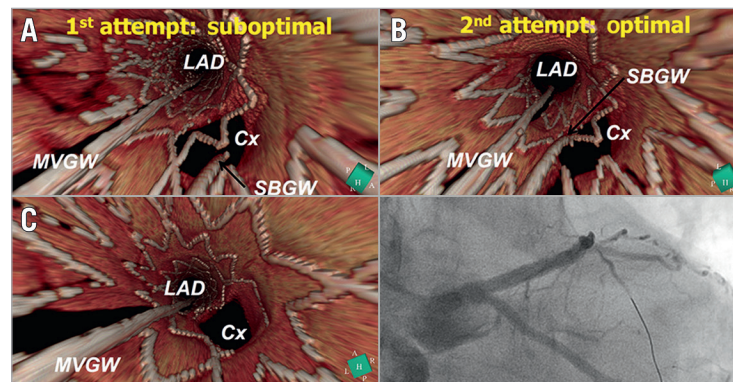 A
1st attempt: suboptimal
LAD
Cx
MVGW
SBGW
B
2nd attempt: optimal
LAD
SBGW
Cx
MVGW
C
LAD
Cx
MVGW